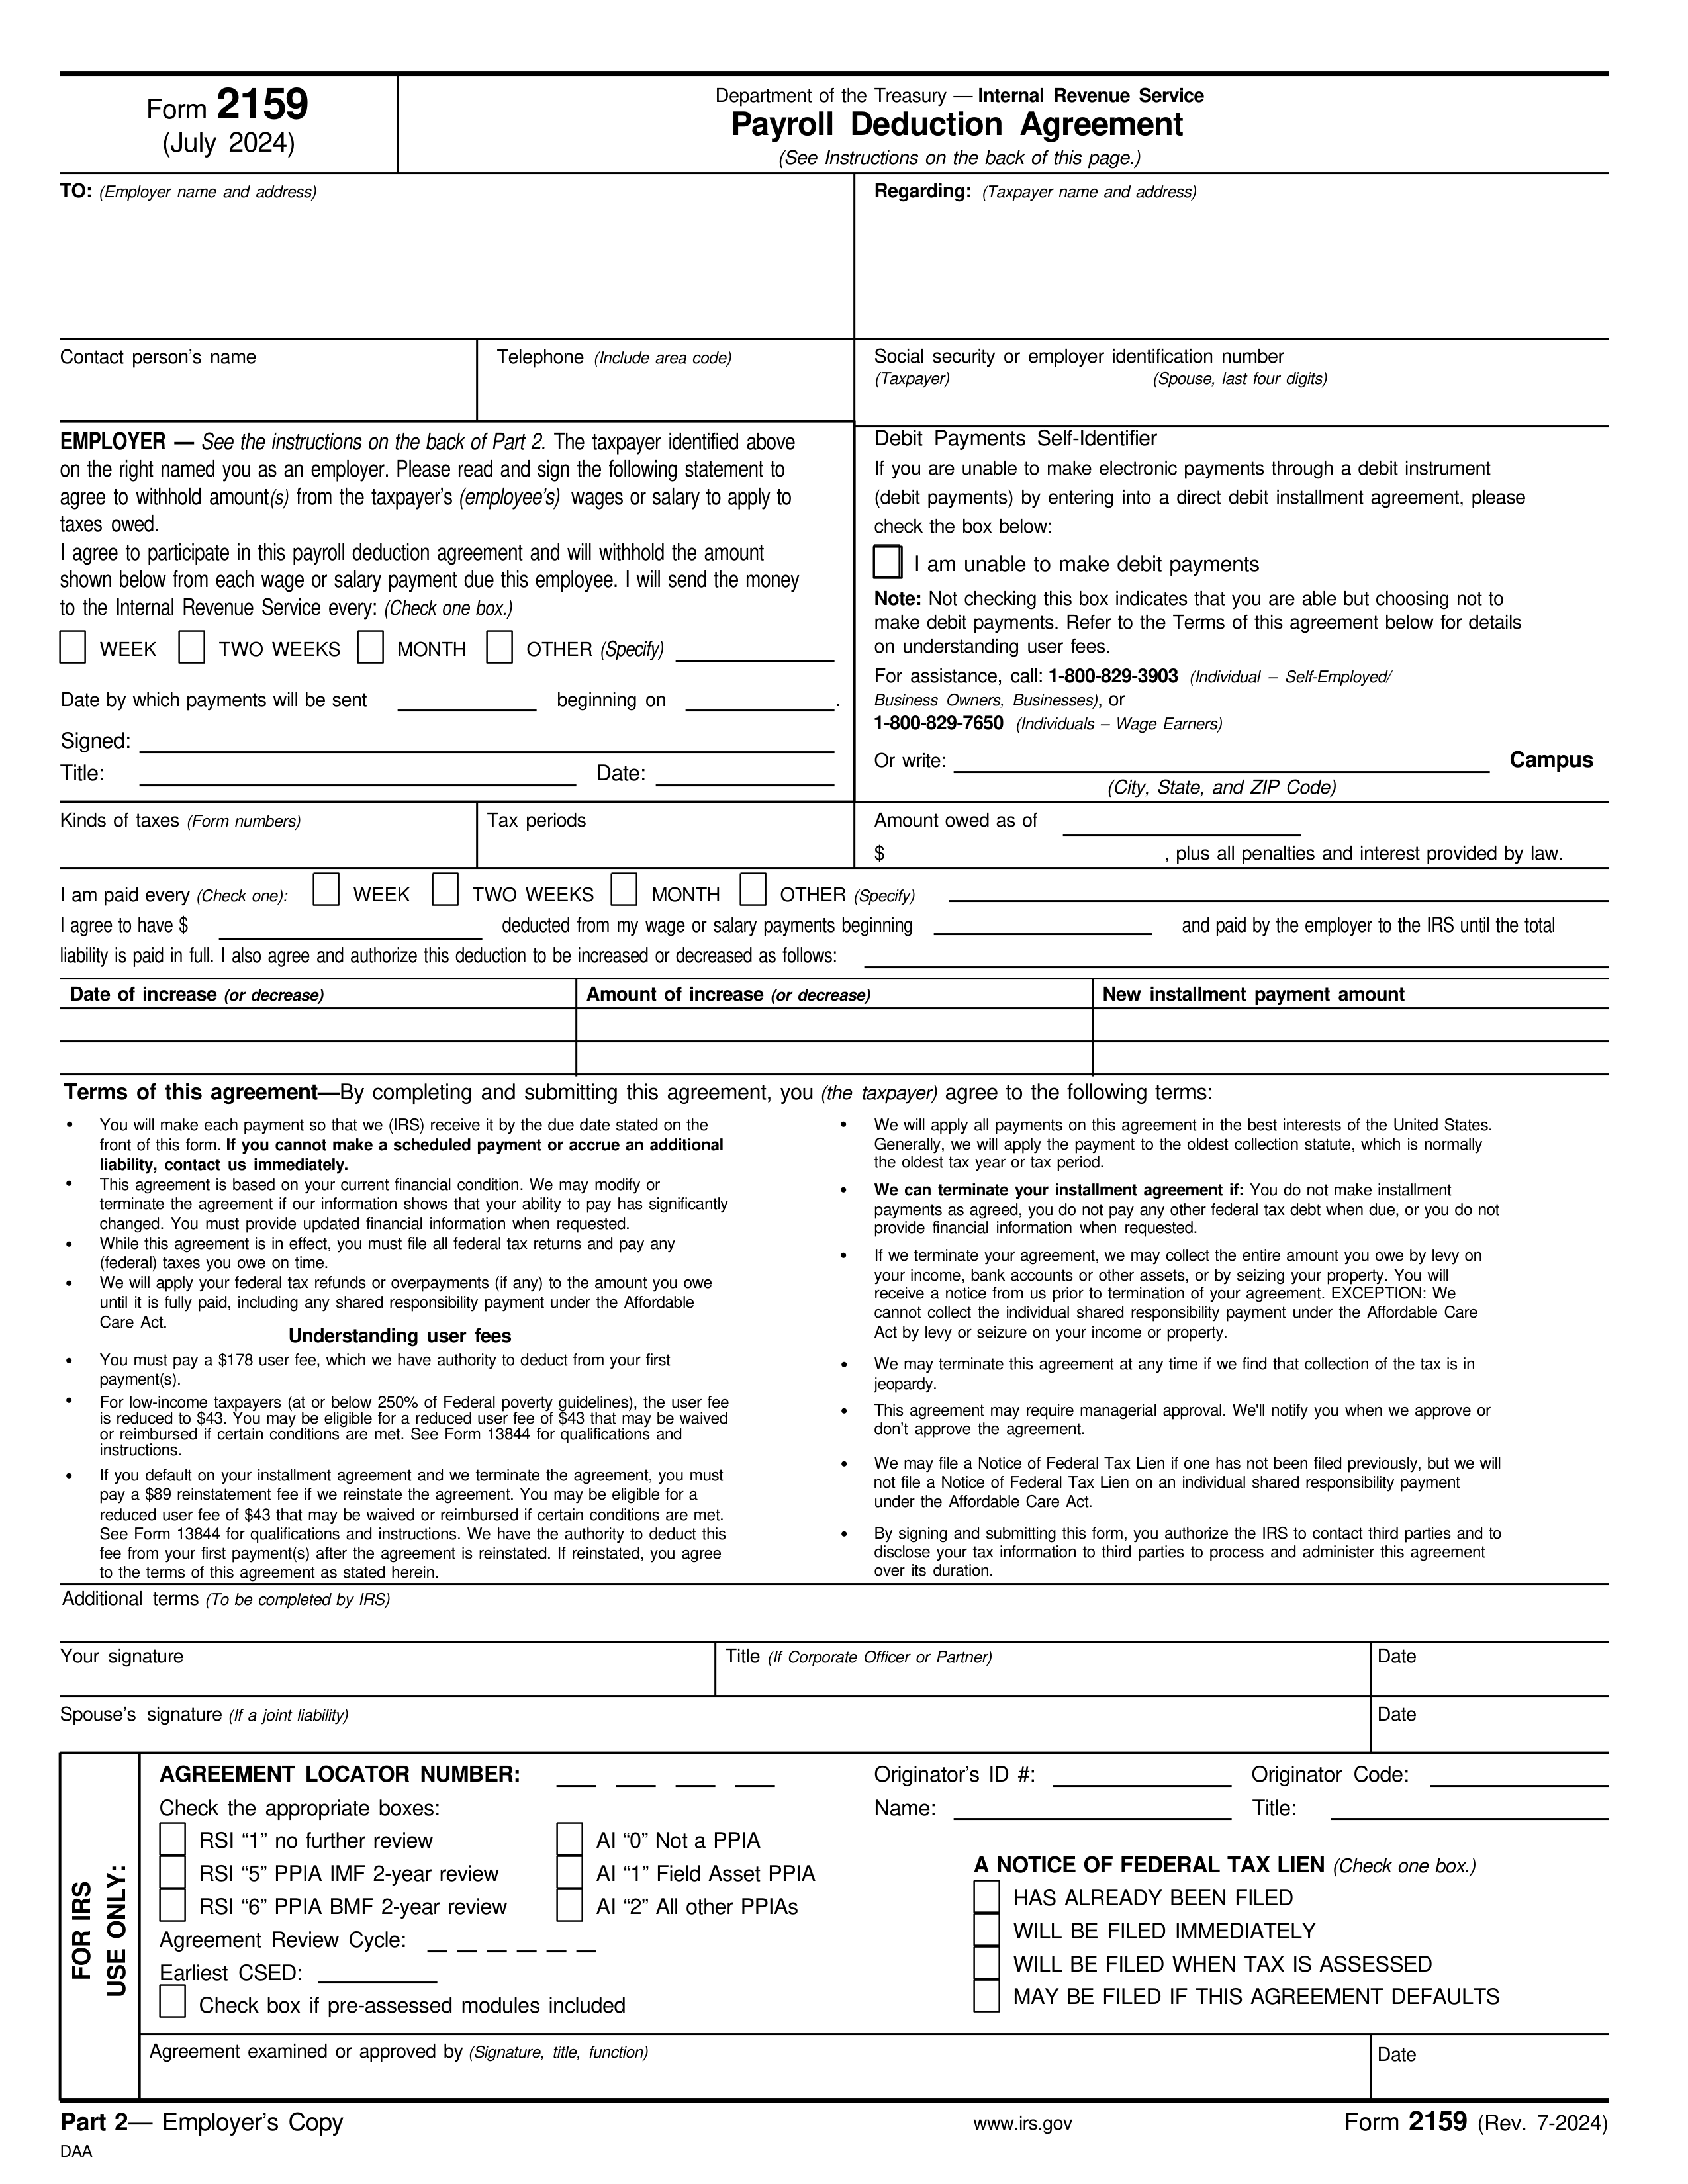 Form 2159
(July 2024)
Department of the Treasury — Internal Revenue Service
Payroll Deduction Agreement
(See Instructions on the back of this page.)
TO: (Employer name and address)
Regarding: (Taxpayer name and address)
Contact person's name
Telephone (Include area code)
Social security or employer identification number
(Taxpayer) (Spouse, last four digits)
EMPLOYER — See the instructions on the back of Part 2. The taxpayer identified above
on the right named you as an employer. Please read and sign the following statement to
agree to withhold amount(s) from the taxpayer's (employee's) wages or salary to apply to
taxes owed.
I agree to participate in this payroll deduction agreement and will withhold the amount
shown below from each wage or salary payment due this employee. I will send the money
to the Internal Revenue Service every: (Check one box.)
WEEK TWO WEEKS MONTH OTHER (Specify)
Date by which payments will be sent beginning on .
Signed:
Title: Date:
Debit Payments Self-Identifier
If you are unable to make electronic payments through a debit instrument
(debit payments) by entering into a direct debit installment agreement, please
check the box below:
I am unable to make debit payments
Note: Not checking this box indicates that you are able but choosing not to
make debit payments. Refer to the Terms of this agreement below for details
on understanding user fees.
For assistance, call: 1-800-829-3903 (Individual – Self-Employed/
Business Owners, Businesses), or
1-800-829-7650 (Individuals – Wage Earners)
Or write: Campus
(City, State, and ZIP Code)
Kinds of taxes (Form numbers)
Tax periods
Amount owed as of
$ , plus all penalties and interest provided by law.
I am paid every (Check one): WEEK TWO WEEKS MONTH OTHER (Specify)
I agree to have $ deducted from my wage or salary payments beginning and paid by the employer to the IRS until the total
liability is paid in full. I also agree and authorize this deduction to be increased or decreased as follows:
Date of increase (or decrease) Amount of increase (or decrease) New installment payment amount
Terms of this agreement—By completing and submitting this agreement, you (the taxpayer) agree to the following terms:
• You will make each payment so that we (IRS) receive it by the due date stated on the
front of this form. If you cannot make a scheduled payment or accrue an additional
liability, contact us immediately.
• This agreement is based on your current financial condition. We may modify or
terminate the agreement if our information shows that your ability to pay has significantly
changed. You must provide updated financial information when requested.
• While this agreement is in effect, you must file all federal tax returns and pay any
(federal) taxes you owe on time.
• We will apply your federal tax refunds or overpayments (if any) to the amount you owe
until it is fully paid, including any shared responsibility payment under the Affordable
Care Act.
Understanding user fees
• You must pay a $178 user fee, which we have authority to deduct from your first
payment(s).
• For low-income taxpayers (at or below 250% of Federal poverty guidelines), the user fee
is reduced to $43. You may be eligible for a reduced user fee of $43 that may be waived
or reimbursed if certain conditions are met. See Form 13844 for qualifications and
instructions.
• If you default on your installment agreement and we terminate the agreement, you must
pay a $89 reinstatement fee if we reinstate the agreement. You may be eligible for a
reduced user fee of $43 that may be waived or reimbursed if certain conditions are met.
See Form 13844 for qualifications and instructions. We have the authority to deduct this
fee from your first payment(s) after the agreement is reinstated. If reinstated, you agree
to the terms of this agreement as stated herein.
• We will apply all payments on this agreement in the best interests of the United States.
Generally, we will apply the payment to the oldest collection statute, which is normally
the oldest tax year or tax period.
• We can terminate your installment agreement if: You do not make installment
payments as agreed, you do not pay any other federal tax debt when due, or you do not
provide financial information when requested.
• If we terminate your agreement, we may collect the entire amount you owe by levy on
your income, bank accounts or other assets, or by seizing your property. You will
receive a notice from us prior to termination of your agreement. EXCEPTION: We
cannot collect the individual shared responsibility payment under the Affordable Care
Act by levy or seizure on your income or property.
• We may terminate this agreement at any time if we find that collection of the tax is in
jeopardy.
• This agreement may require managerial approval. We'll notify you when we approve or
don't approve the agreement.
• We may file a Notice of Federal Tax Lien if one has not been filed previously, but we will
not file a Notice of Federal Tax Lien on an individual shared responsibility payment
under the Affordable Care Act.
• By signing and submitting this form, you authorize the IRS to contact third parties and to
disclose your tax information to third parties to process and administer this agreement
over its duration.
Additional terms (To be completed by IRS)
Your signature Title (If Corporate Officer or Partner) Date
Spouse's signature (If a joint liability) Date
FOR IRS
USE ONLY:
AGREEMENT LOCATOR NUMBER:
Check the appropriate boxes:
RSI “1” no further review AI “0” Not a PPIA
RSI “5” PPIA IMF 2-year review AI “1” Field Asset PPIA
RSI “6” PPIA BMF 2-year review AI “2” All other PPIAs
Agreement Review Cycle:
Earliest CSED:
Check box if pre-assessed modules included
Originator's ID #: Originator Code:
Name: Title:
A NOTICE OF FEDERAL TAX LIEN (Check one box.)
HAS ALREADY BEEN FILED
WILL BE FILED IMMEDIATELY
WILL BE FILED WHEN TAX IS ASSESSED
MAY BE FILED IF THIS AGREEMENT DEFAULTS
Agreement examined or approved by (Signature, title, function) Date
Part 2— Employer's Copy www.irs.gov Form 2159 (Rev. 7-2024)
DAA